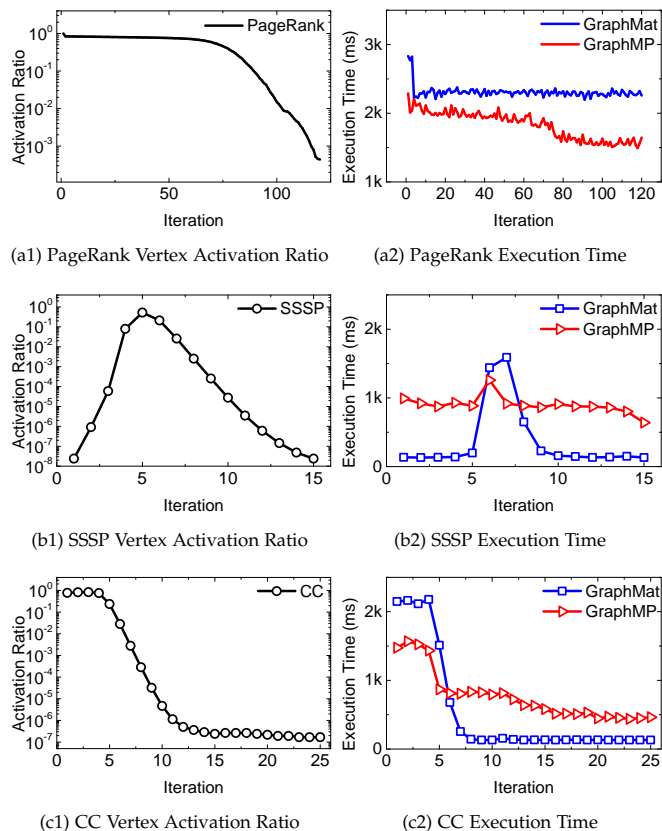 Activation Ratio
10^0
10^-1
10^-2
10^-3
PageRank
0 50 100
Iteration
(a1) PageRank Vertex Activation Ratio
Execution Time (ms)
3k
2k
1k
GraphMat
GraphMP
0 20 40 60 80 100 120
Iteration
(a2) PageRank Execution Time
Activation Ratio
10^0
10^-1
10^-2
10^-3
10^-4
10^-5
10^-6
10^-7
10^-8
SSSP
0 5 10 15
Iteration
(b1) SSSP Vertex Activation Ratio
Execution Time (ms)
2k
1k
0
GraphMat
GraphMP
0 5 10 15
Iteration
(b2) SSSP Execution Time
Activation Ratio
10^0
10^-1
10^-2
10^-3
10^-4
10^-5
10^-6
10^-7
CC
0 5 10 15 20 25
Iteration
(c1) CC Vertex Activation Ratio
Execution Time (ms)
2k
1k
0
GraphMat
GraphMP
0 5 10 15 20 25
Iteration
(c2) CC Execution Time